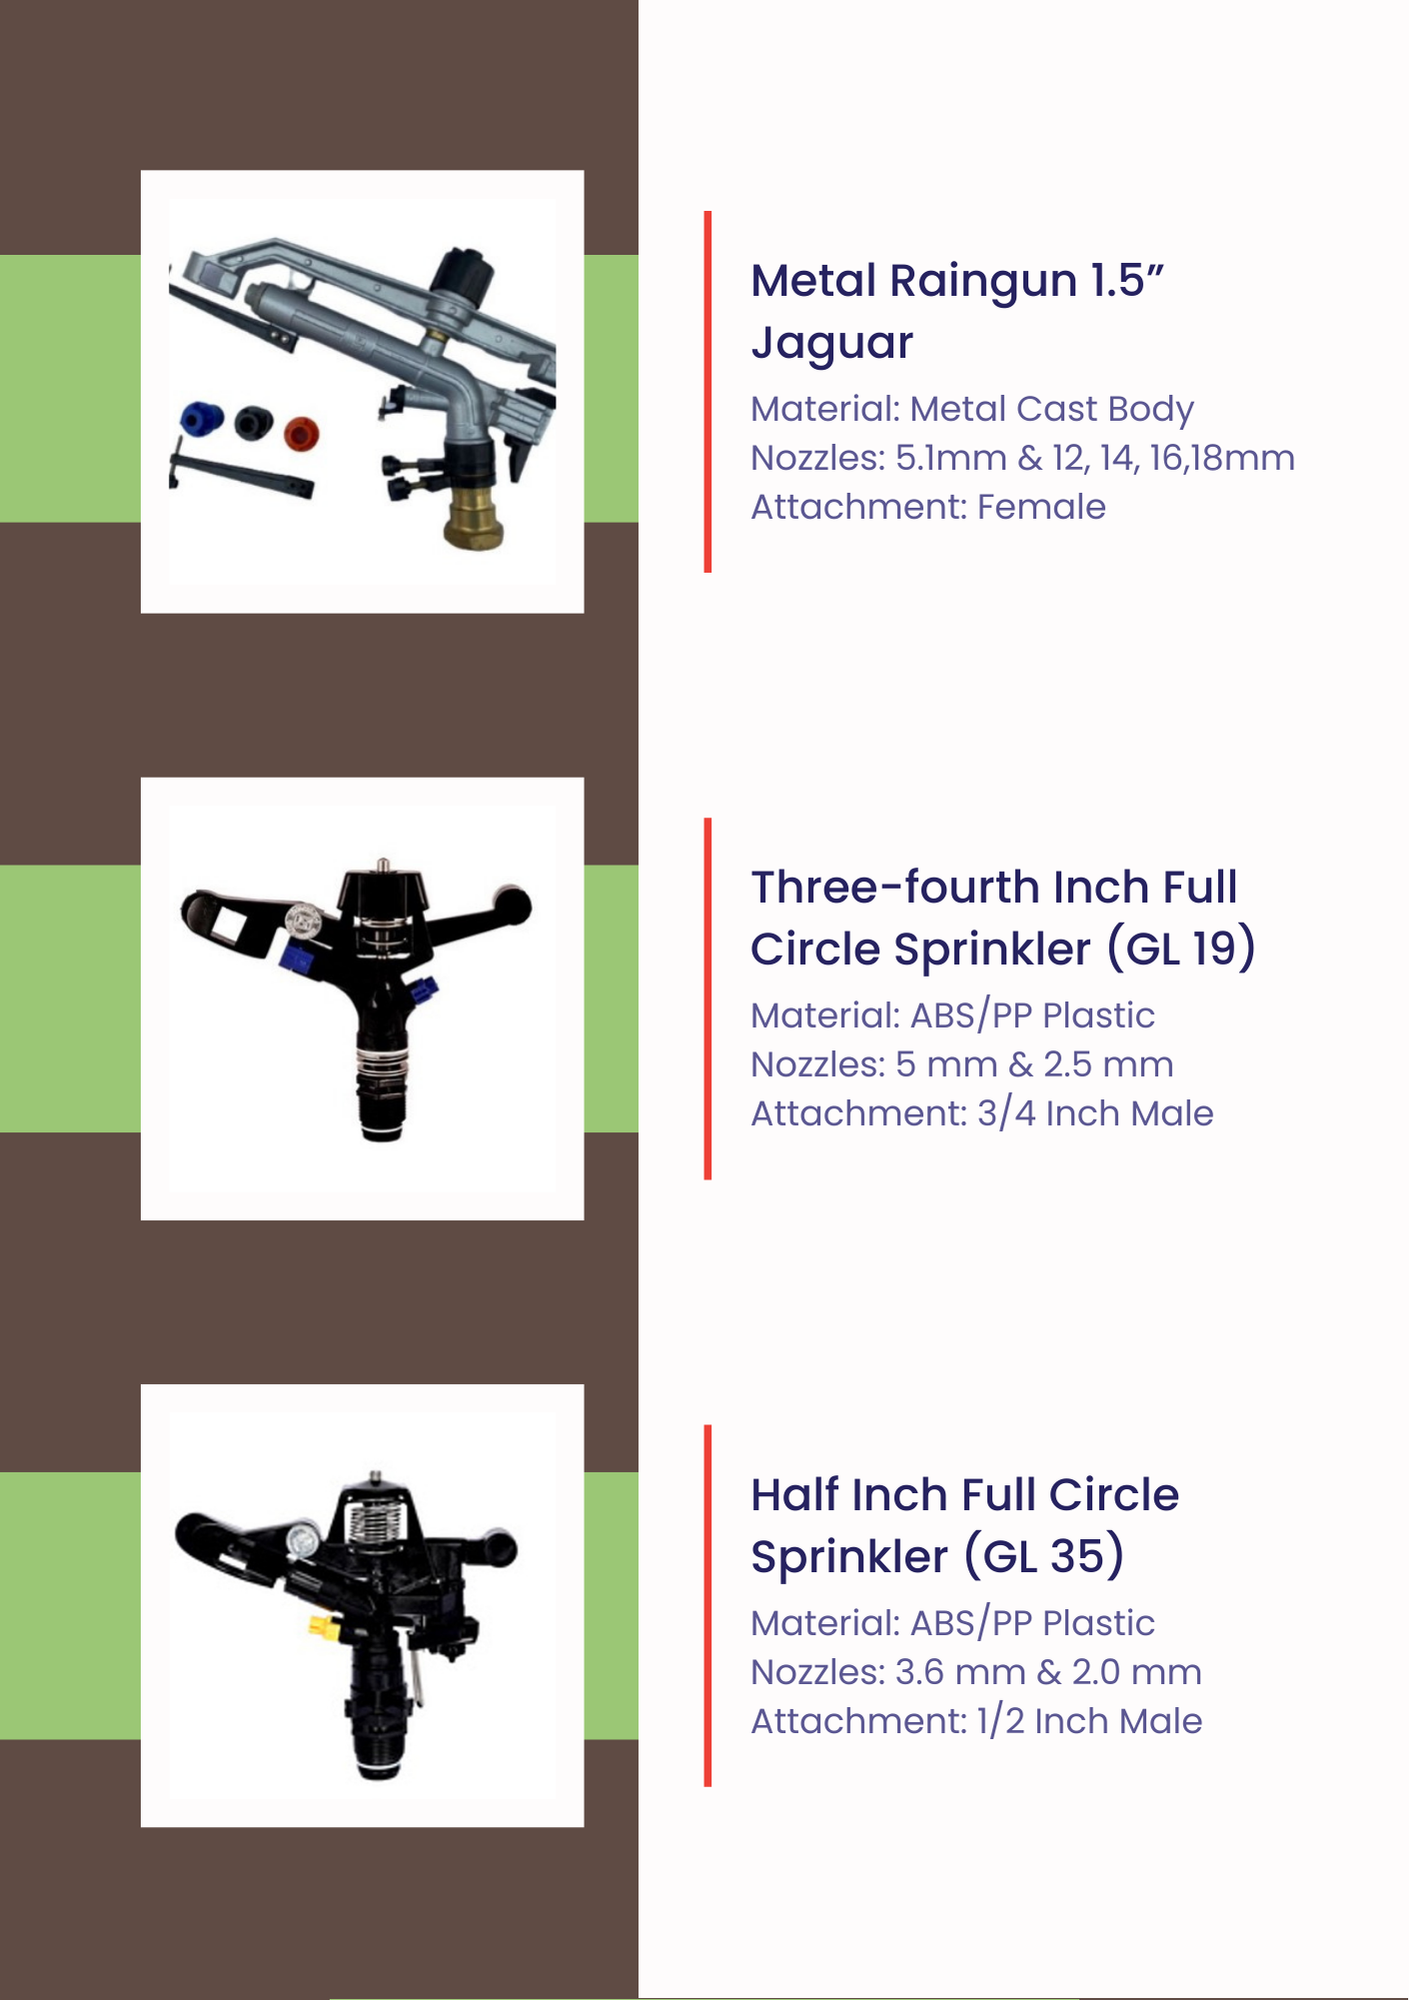 Metal Raingun 1.5”
Jaguar
Material: Metal Cast Body
Nozzles: 5.1mm & 12, 14, 16,18mm
Attachment: Female
Three-fourth Inch Full
Circle Sprinkler (GL 19)
Material: ABS/PP Plastic
Nozzles: 5 mm & 2.5 mm
Attachment: 3/4 Inch Male
Half Inch Full Circle
Sprinkler (GL 35)
Material: ABS/PP Plastic
Nozzles: 3.6 mm & 2.0 mm
Attachment: 1/2 Inch Male